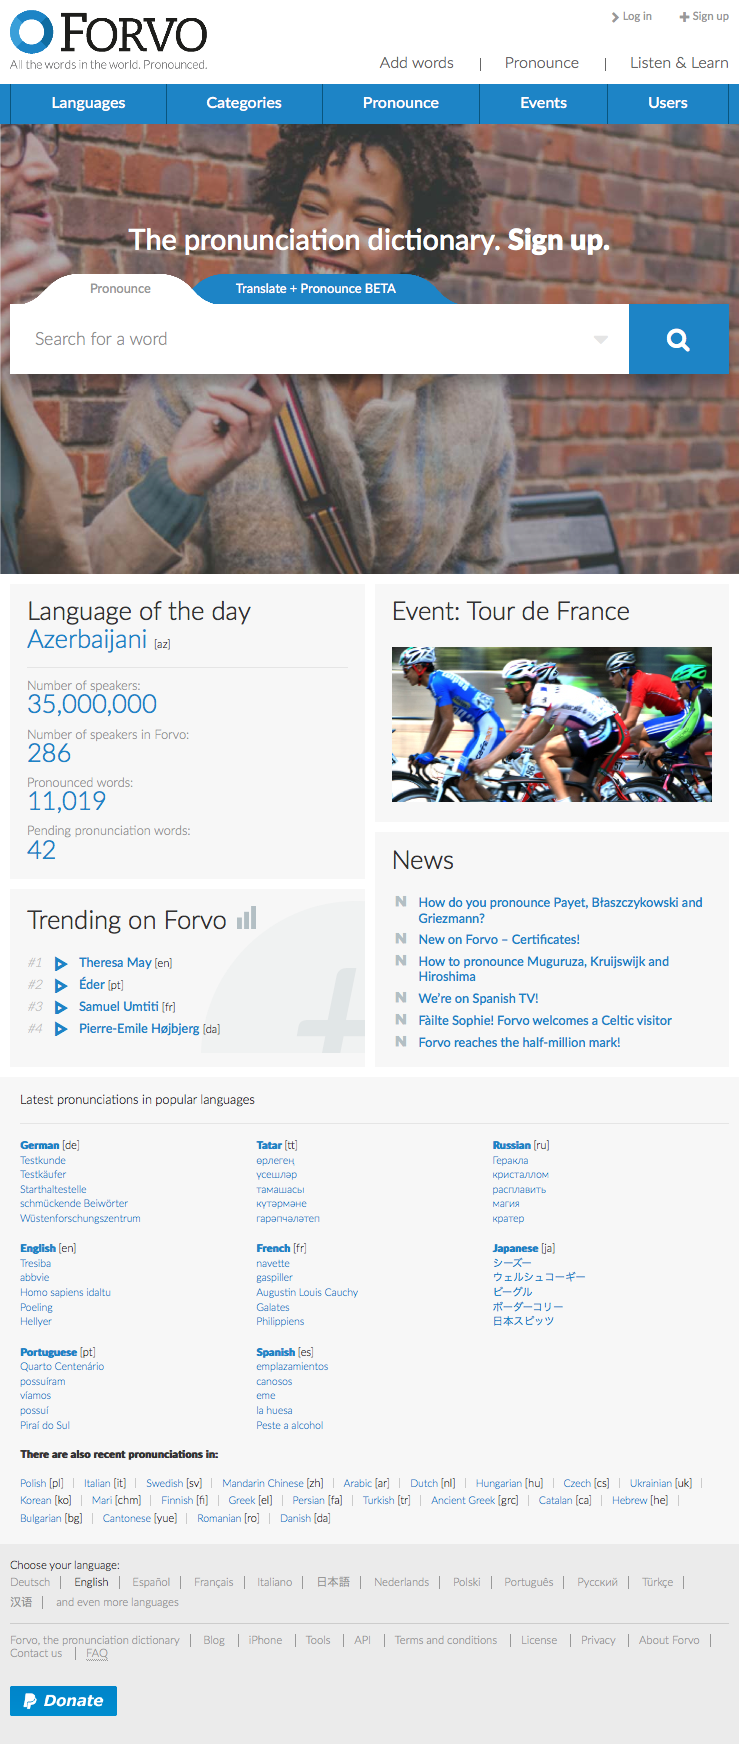 FORVO
All the words in the world. Pronounced.
Log in
Sign up
Add words | Pronounce | Listen & Learn
Languages
Categories
Pronounce
Events
Users
The pronunciation dictionary. Sign up.
Pronounce
Translate + Pronounce BETA
Search for a word
Language of the day
Azerbaijani [az]
Number of speakers:
35,000,000
Number of speakers in Forvo:
286
Pronounced words:
11,019
Pending pronunciation words:
42
Trending on Forvo
#1 Theresa May [en]
#2 Éder [pt]
#3 Samuel Umtiti [fr]
#4 Pierre-Emile Højbjerg [da]
Event: Tour de France
News
N How do you pronounce Payet, Błaszczykowski and
Griezmann?
N New on Forvo – Certificates!
N How to pronounce Muguruza, Kruijswijk and
Hiroshima
N We're on Spanish TV!
N Fàilte Sophie! Forvo welcomes a Celtic visitor
N Forvo reaches the half-million mark!
Latest pronunciations in popular languages
German [de]
Testkunde
Testkäufer
Starthaltestelle
schmückende Beiwörter
Wüstenforschungszentrum
Tatar [tt]
өрлегең
үсешләр
тамашасы
күтәрмәне
гарәпчәләтеп
Russian [ru]
Геракла
кристаллом
расплавить
магия
кратер
English [en]
Tresiba
abbvie
Homo sapiens idaltu
Poeling
Hellyer
French [fr]
navette
gaspiller
Augustin Louis Cauchy
Galates
Philippiens
Japanese [ja]
シーズー
ウェルシュコーギー
ビーグル
ボーダーコリー
日本スピッツ
Portuguese [pt]
Quarto Centenário
possuíram
víamos
possuí
Piraí do Sul
Spanish [es]
emplazamientos
canosos
eme
la huesa
Peste a alcohol
There are also recent pronunciations in:
Polish [pl] | Italian [it] | Swedish [sv] | Mandarin Chinese [zh] | Arabic [ar] | Dutch [nl] | Hungarian [hu] | Czech [cs] | Ukrainian [uk] |
Korean [ko] | Mari [chm] | Finnish [fi] | Greek [el] | Persian [fa] | Turkish [tr] | Ancient Greek [grc] | Catalan [ca] | Hebrew [he] |
Bulgarian [bg] | Cantonese [yue] | Romanian [ro] | Danish [da]
Choose your language:
Deutsch | English | Español | Français | Italiano | 日本語 | Nederlands | Polski | Português | Русский | Türkçe |
汉语 | and even more languages
Forvo, the pronunciation dictionary | Blog | iPhone | Tools | API | Terms and conditions | License | Privacy | About Forvo |
Contact us | FAQ
Donate